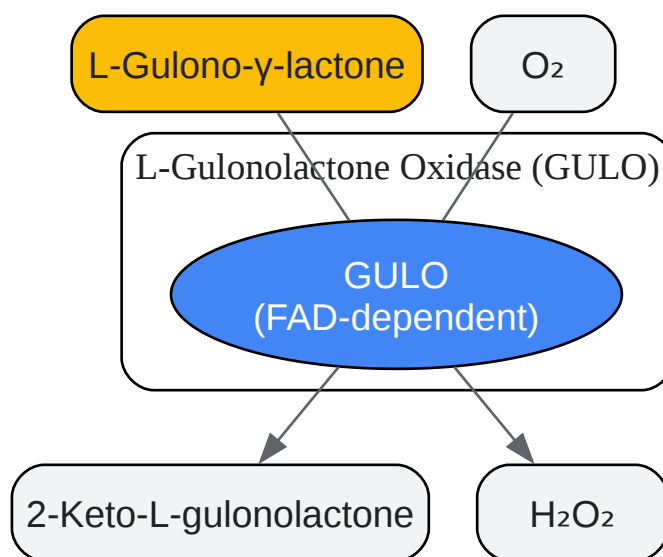 L-Gulono-γ-lactone
O₂
L-Gulonolactone Oxidase (GULO)
GULO
(FAD-dependent)
2-Keto-L-gulonolactone
H₂O₂